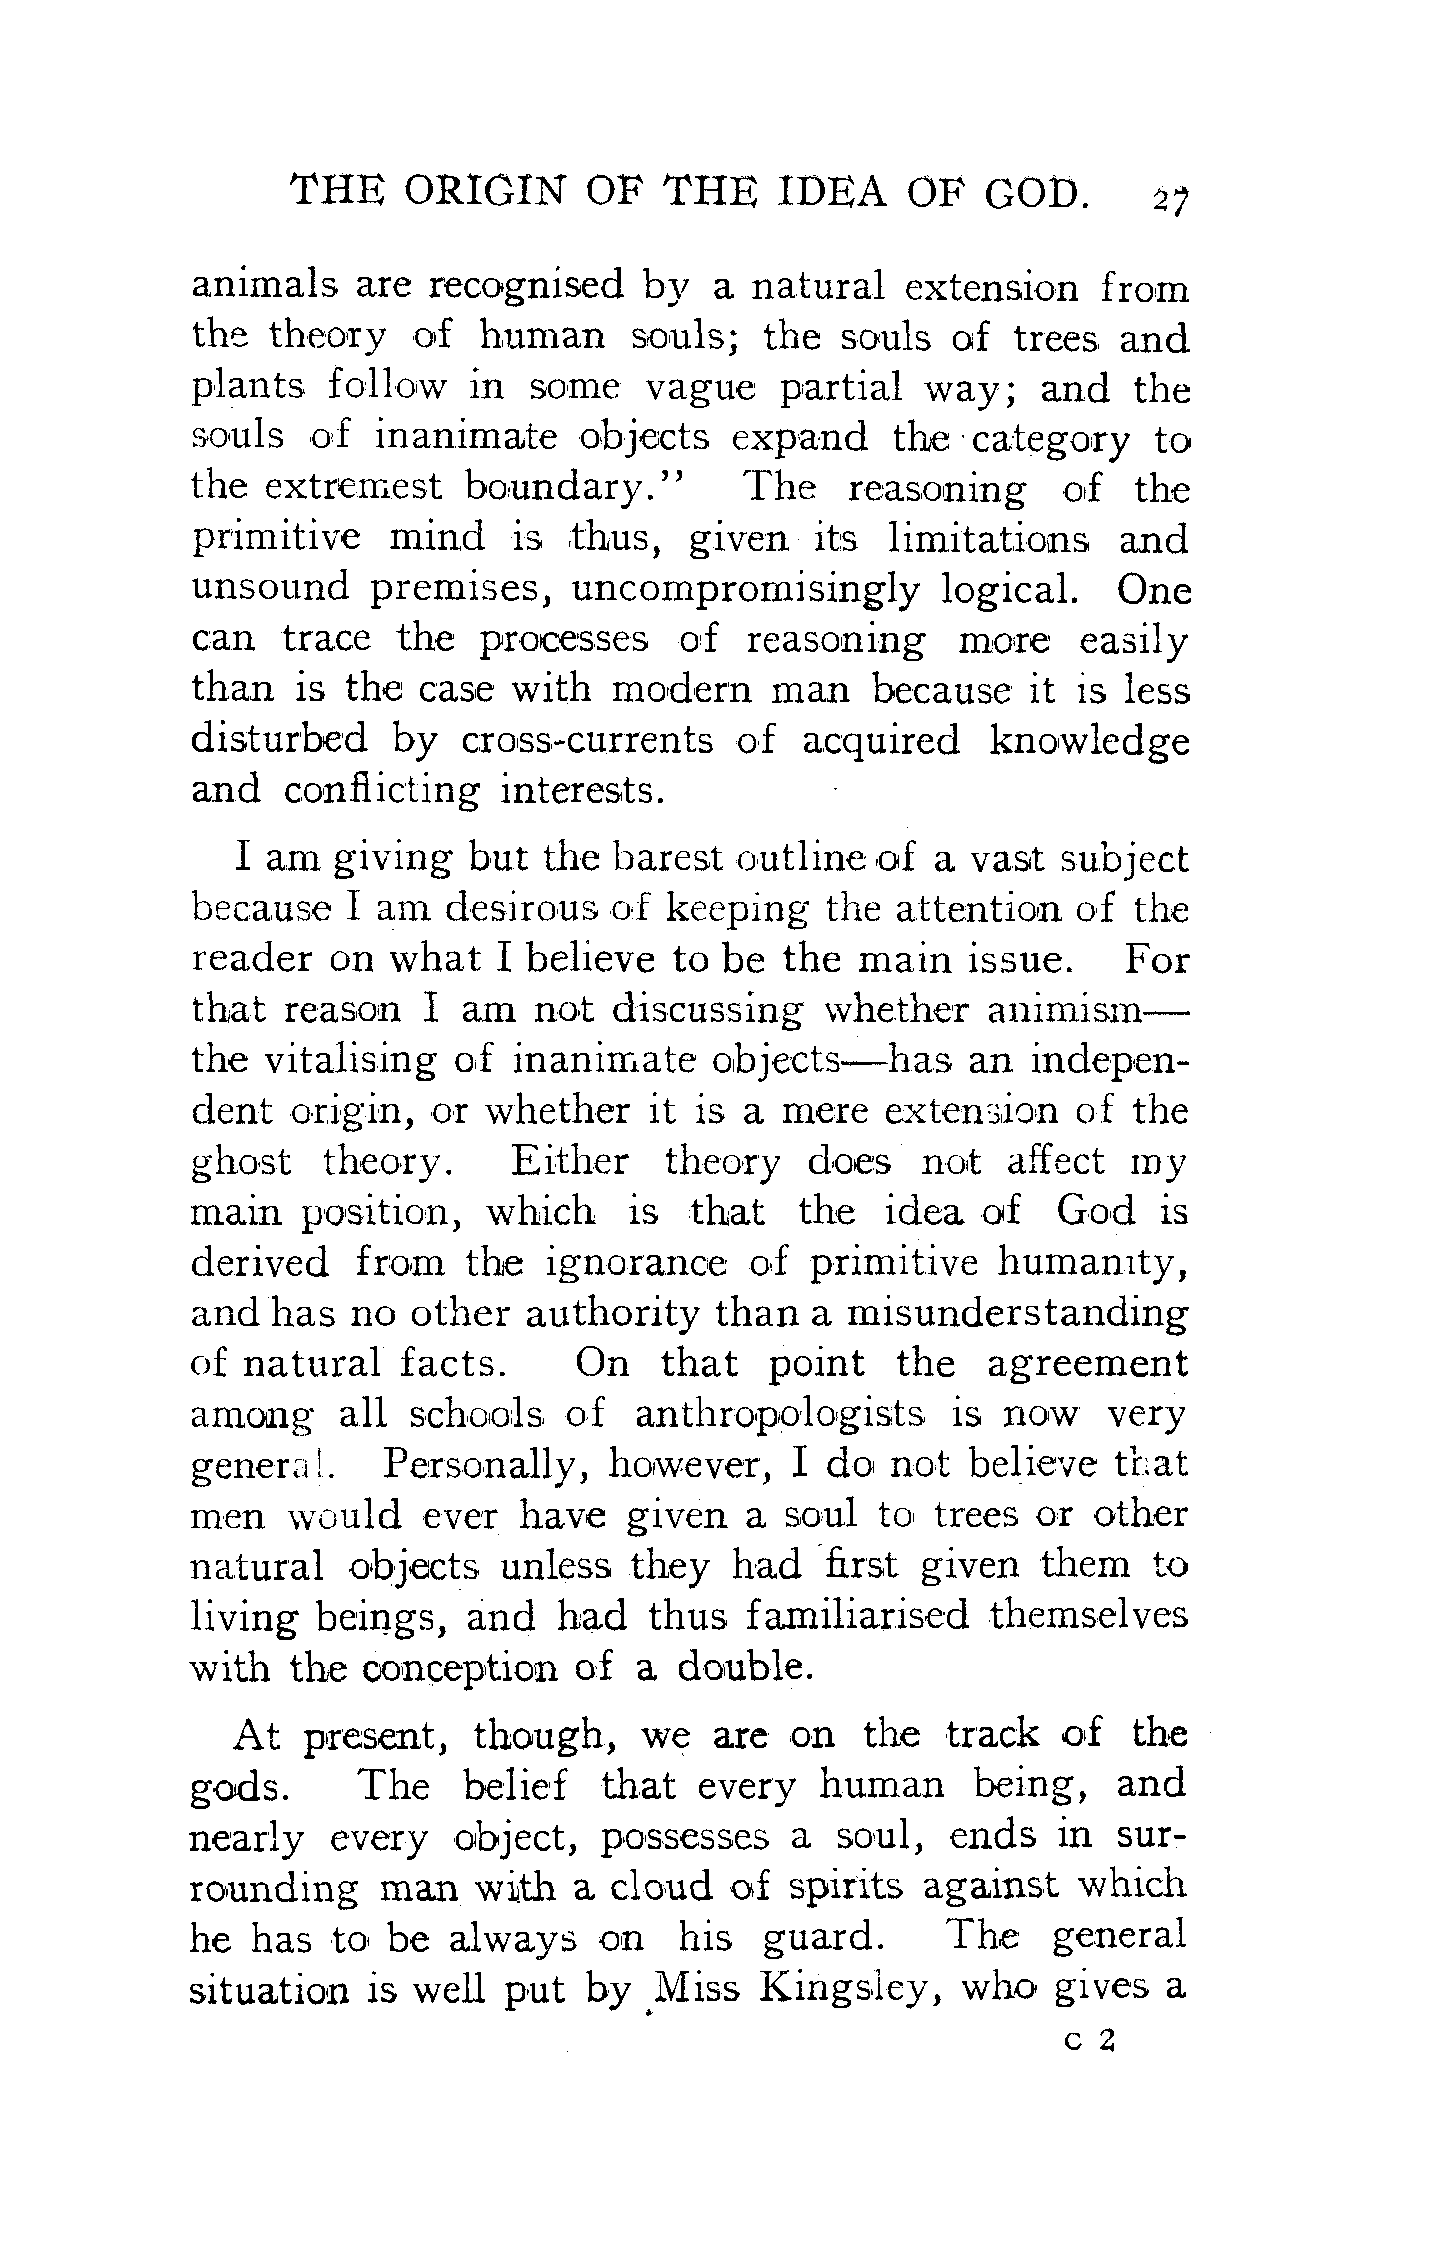 THE ORIGIN OF THE IDEA OF GOD. 27
animals are recognised by a natural extension from
the theory of human souls; the souls of trees and
plants follow in some vague partial way; and the
souls of inanimate objects expand the category to
the extremest boundary.” The reasoning of the
primitive mind is thus, given its limitations and
unsound premises, uncompromisingly logical. One
can trace the processes of reasoning more easily
than is the case with modern man because it is less
disturbed by cross-currents of acquired knowledge
and conflicting interests.
I am giving but the barest outline of a vast subject
because I am desirous of keeping the attention of the
reader on what I believe to be the main issue. For
that reason I am not discussing whether animism—
the vitalising of inanimate objects—has an indepen-
dent origin, or whether it is a mere extension of the
ghost theory. Either theory does not affect my
main position, which is that the idea of God is
derived from the ignorance of primitive humanity,
and has no other authority than a misunderstanding
of natural facts. On that point the agreement
among all schools of anthropologists is now very
general. Personally, however, I do not believe that
men would ever have given a soul to trees or other
natural objects unless they had first given them to
living beings, and had thus familiarised themselves
with the conception of a double.
At present, though, we are on the track of the
gods. The belief that every human being, and
nearly every object, possesses a soul, ends in sur-
rounding man with a cloud of spirits against which
he has to be always on his guard. The general
situation is well put by Miss Kingsley, who gives a
C 2